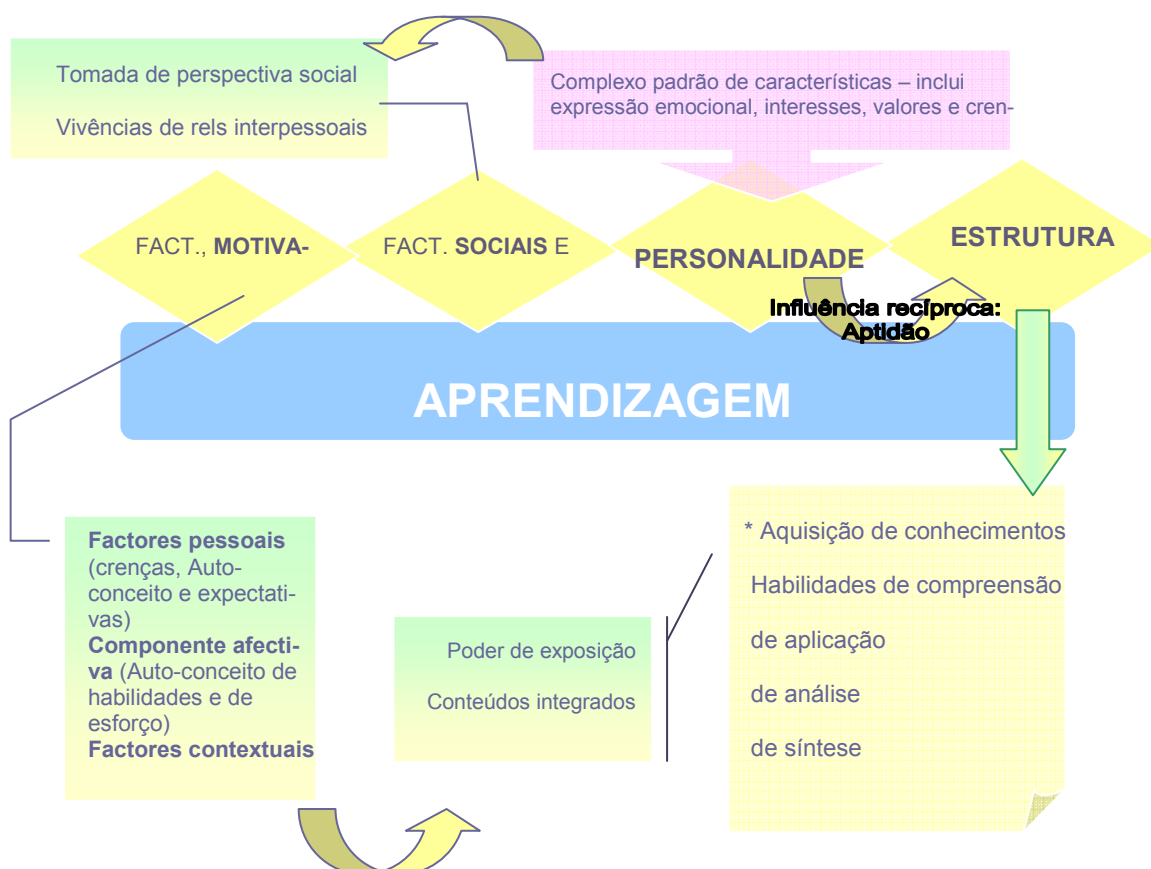 Tomada de perspectiva social
Vivências de rels interpessoais
Complexo padrão de características – inclui
expressão emocional, interesses, valores e cren-
FACT., MOTIVA-
FACT. SOCIAIS E
PERSONALIDADE
ESTRUTURA
Influência recíproca:
Aptidão
APRENDIZAGEM
Factores pessoais
(crenças, Auto-
conceito e expectati-
vas)
Componente afecti-
va (Auto-conceito de
habilidades e de
esforço)
Factores contextuais
Poder de exposição
Conteúdos integrados
* Aquisição de conhecimentos
Habilidades de compreensão
de aplicação
de análise
de síntese